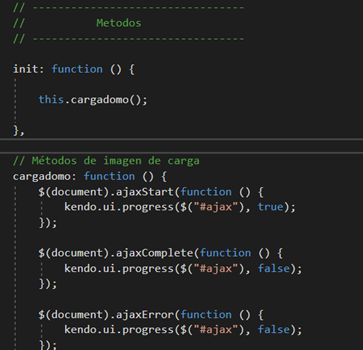 // ---------------------------------
//           Metodos
// ---------------------------------
init: function () {
this.cargadomo();
},
// Métodos de imagen de carga
cargadomo: function () {
$(document).ajaxStart(function () {
kendo.ui.progress($("#ajax"), true);
});
$(document).ajaxComplete(function () {
kendo.ui.progress($("#ajax"), false);
});
$(document).ajaxError(function () {
kendo.ui.progress($("#ajax"), false);
});